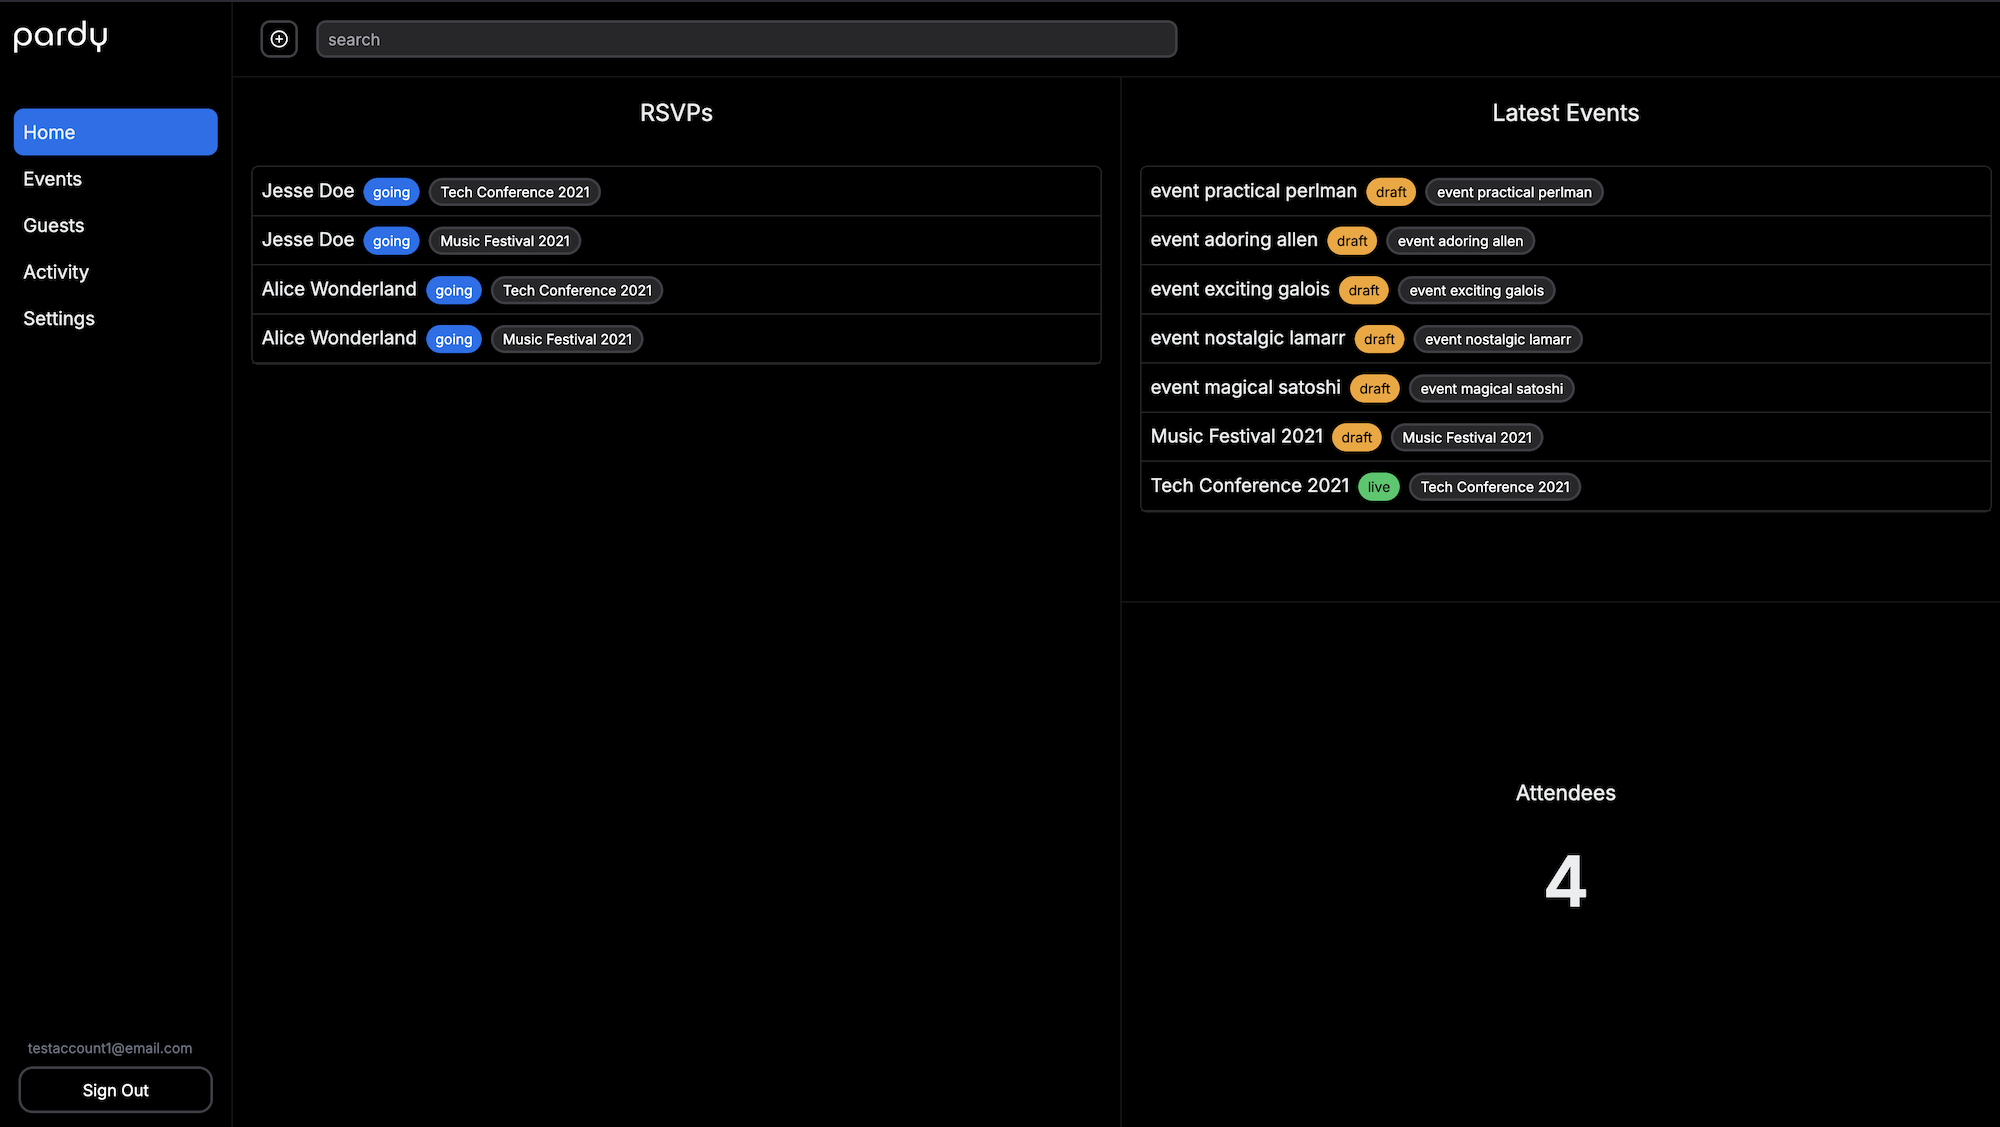 pardy
search
Home
Events
Guests
Activity
Settings
RSVPs
Jesse Doe going Tech Conference 2021
Jesse Doe going Music Festival 2021
Alice Wonderland going Tech Conference 2021
Alice Wonderland going Music Festival 2021
Latest Events
event practical perlman draft event practical perlman
event adoring allen draft event adoring allen
event exciting galois draft event exciting galois
event nostalgic lamarr draft event nostalgic lamarr
event magical satoshi draft event magical satoshi
Music Festival 2021 draft Music Festival 2021
Tech Conference 2021 live Tech Conference 2021
Attendees
4
testaccount1@email.com
Sign Out